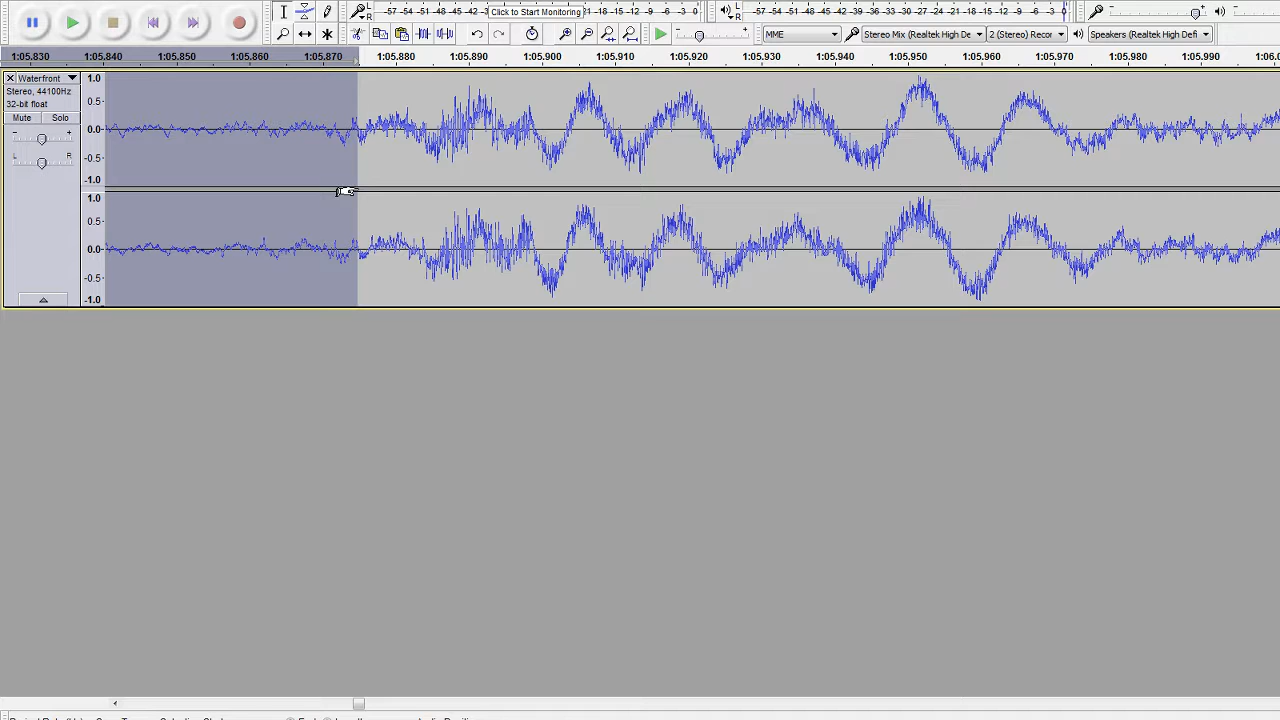 -57 -54 -51 -48 -45 -42 -3 Click to Start Monitoring -18 -15 -12 -9 -6 -3 0
-57 -54 -51 -48 -45 -42 -39 -36 -33 -30 -27 -24 -21 -18 -15 -12 -9 -6 -3 0
L
R
L
R
MME
Stereo Mix (Realtek High De
2 (Stereo) Recor
Speakers (Realtek High Defi
1:05.830 1:05.840 1:05.850 1:05.860 1:05.870 1:05.880 1:05.890 1:05.900 1:05.910 1:05.920 1:05.930 1:05.940 1:05.950 1:05.960 1:05.970 1:05.980 1:05.990 1:06.0
Waterfront
Stereo, 44100Hz
32-bit float
Mute Solo
- +
L R
1.0
0.5
0.0
-0.5
-1.0
1.0
0.5
0.0
-0.5
-1.0